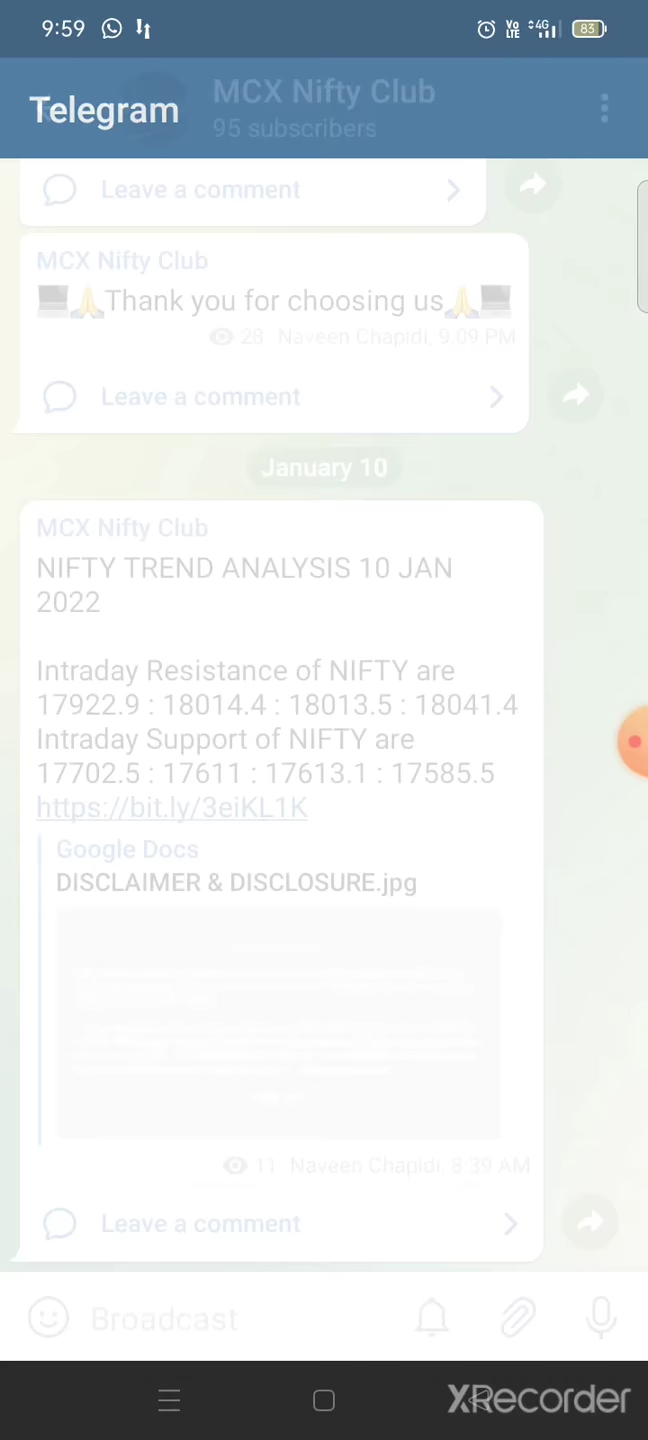 9:59
Vo LTE 4G 83
Telegram
MCX Nifty Club
95 subscribers
Leave a comment
MCX Nifty Club
💻🙏Thank you for choosing us🙏💻
28 Naveen Chapidi, 9:09 PM
Leave a comment
January 10
MCX Nifty Club
NIFTY TREND ANALYSIS 10 JAN
2022
Intraday Resistance of NIFTY are
17922.9 : 18014.4 : 18013.5 : 18041.4
Intraday Support of NIFTY are
17702.5 : 17611 : 17613.1 : 17585.5
https://bit.ly/3eiKL1K
Google Docs
DISCLAIMER & DISCLOSURE.jpg
11 Naveen Chapidi, 8:39 AM
Leave a comment
Broadcast
XRecorder